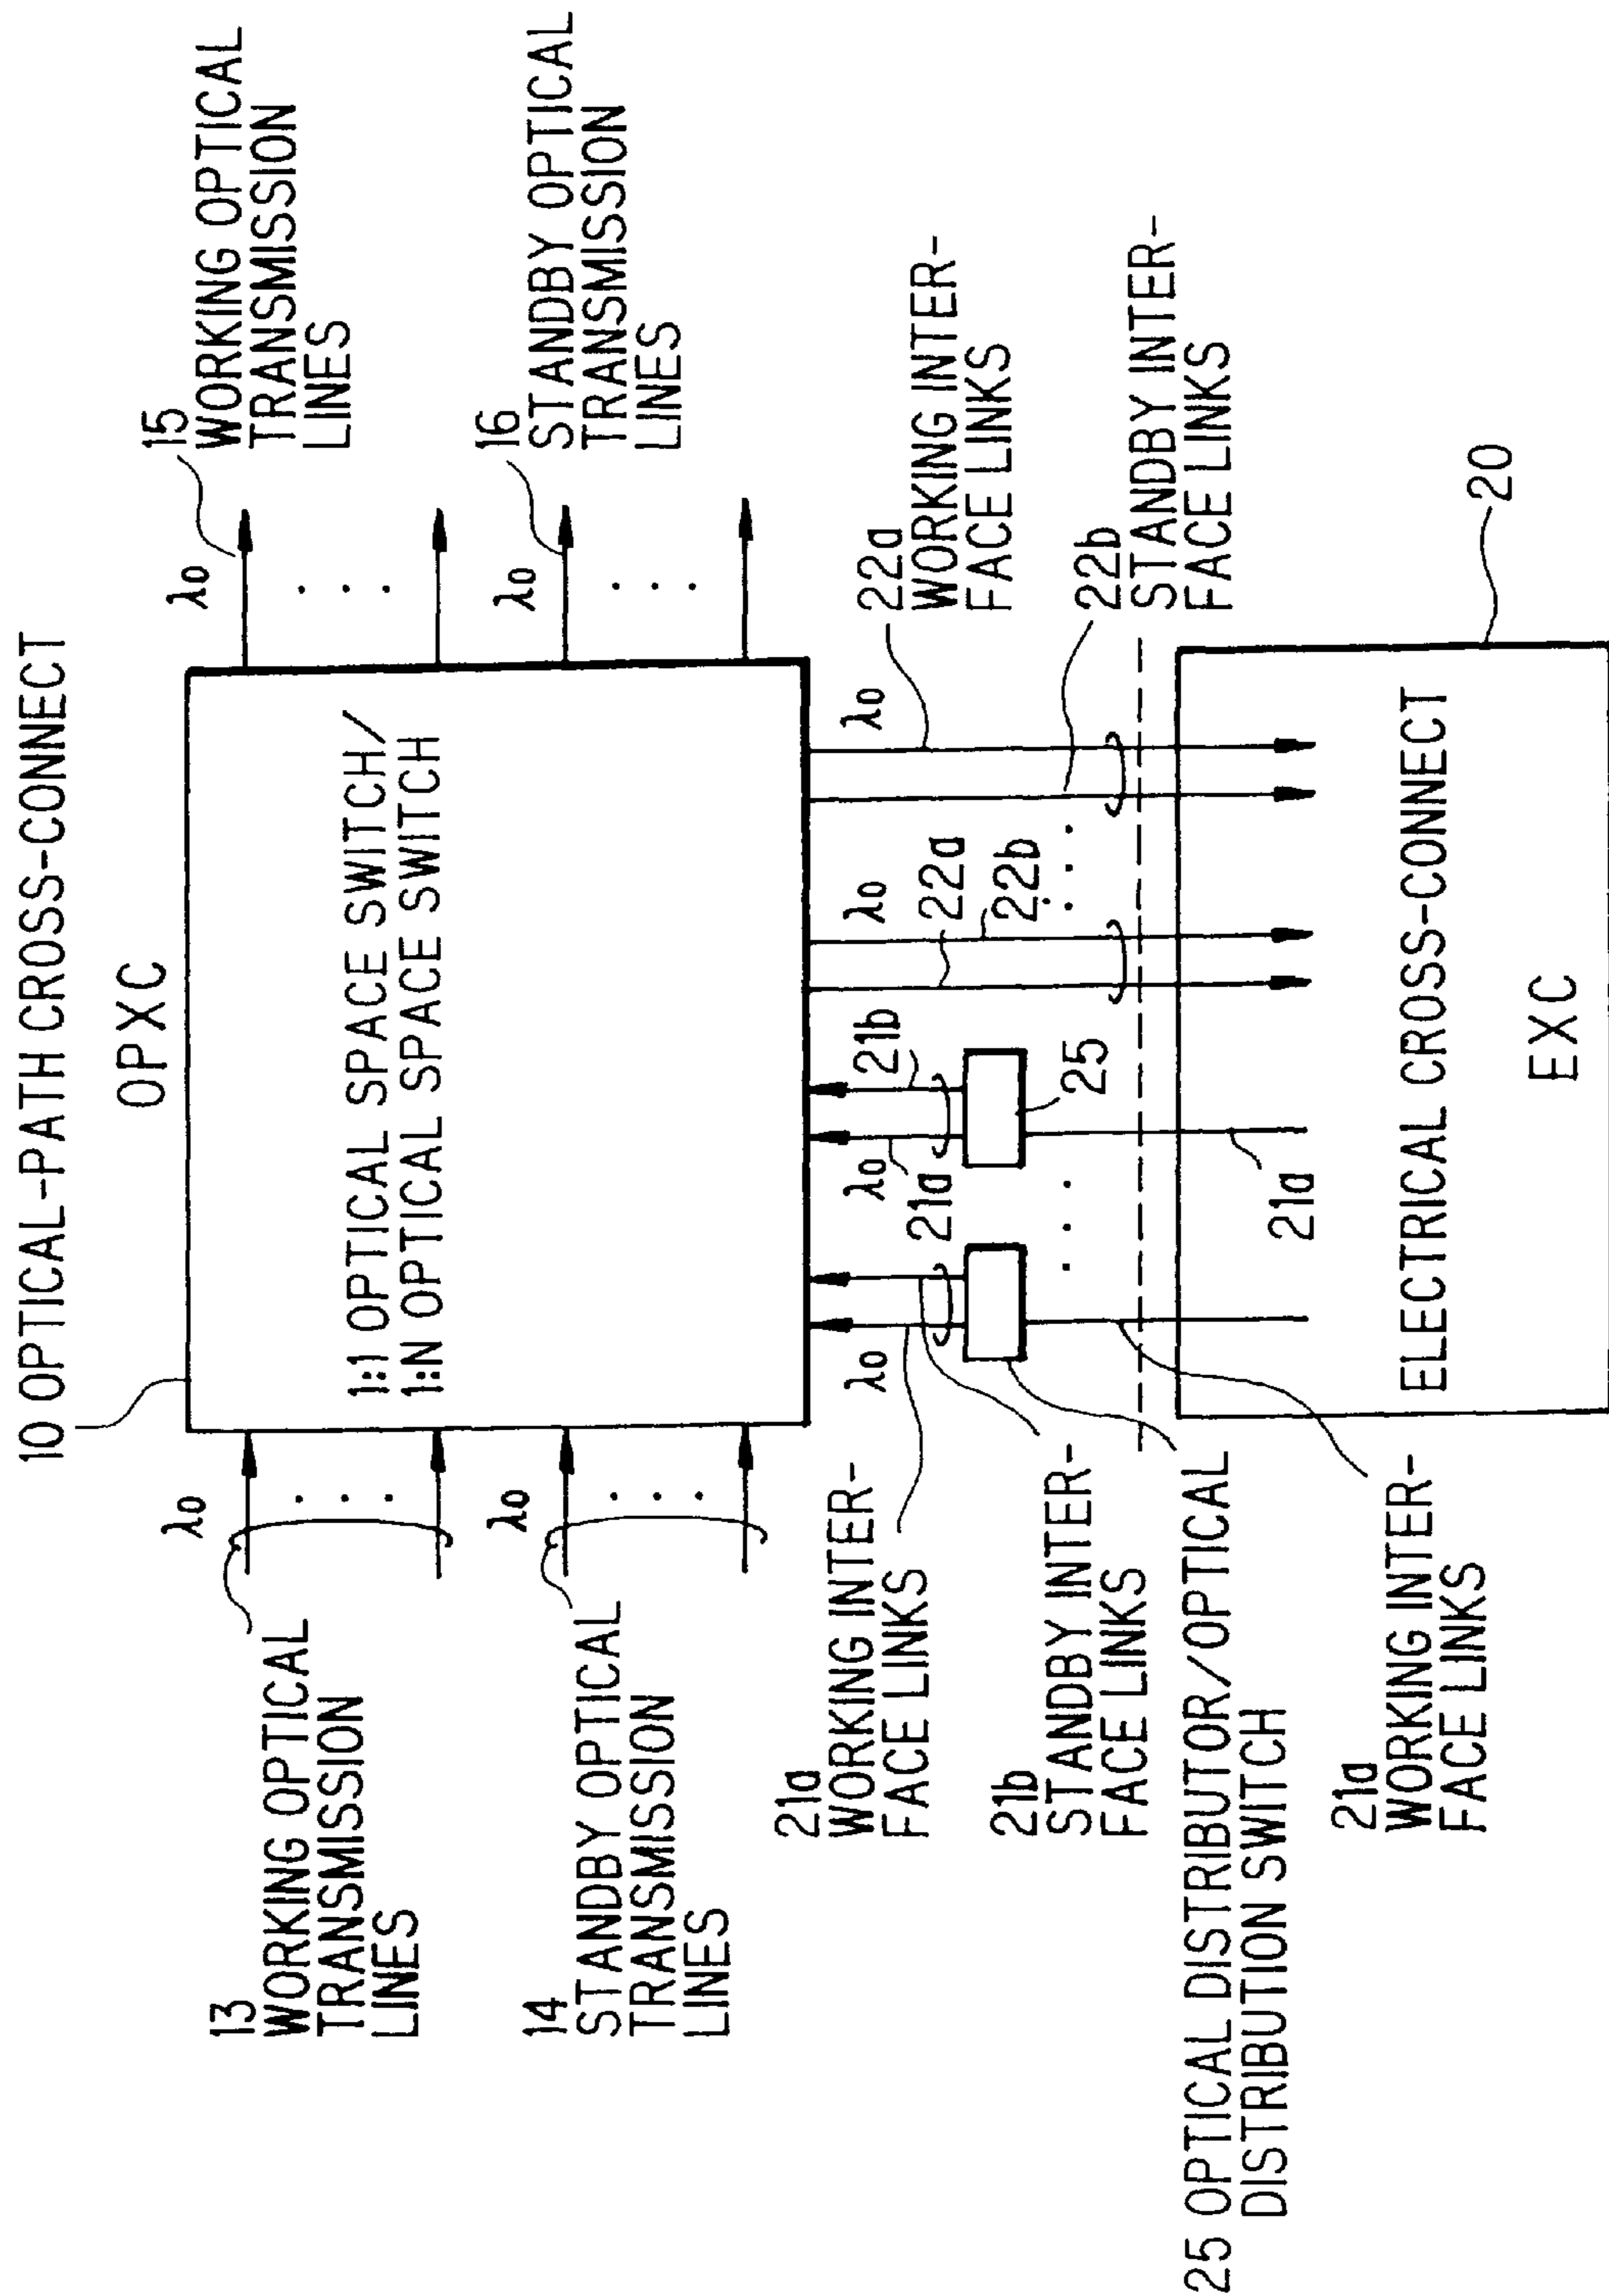 10 OPTICAL-PATH CROSS-CONNECT
OPXC
1:1 OPTICAL SPACE SWITCH/
1:N OPTICAL SPACE SWITCH
λ0
13
WORKING OPTICAL
TRANSMISSION
LINES
λ0
14
STANDBY OPTICAL
TRANSMISSION
LINES
λ0
15
WORKING OPTICAL
TRANSMISSION
LINES
λ0
16
STANDBY OPTICAL
TRANSMISSION
LINES
21a
WORKING INTER-
FACE LINKS
21b
STANDBY INTER-
FACE LINKS
25 OPTICAL DISTRIBUTOR/OPTICAL
DISTRIBUTION SWITCH
21a
WORKING INTER-
FACE LINKS
λ0
λ0
21a
21b
25
21a
λ0
22a
22b
λ0
22a
WORKING INTER-
FACE LINKS
22b
STANDBY INTER-
FACE LINKS
20
ELECTRICAL CROSS-CONNECT
EXC